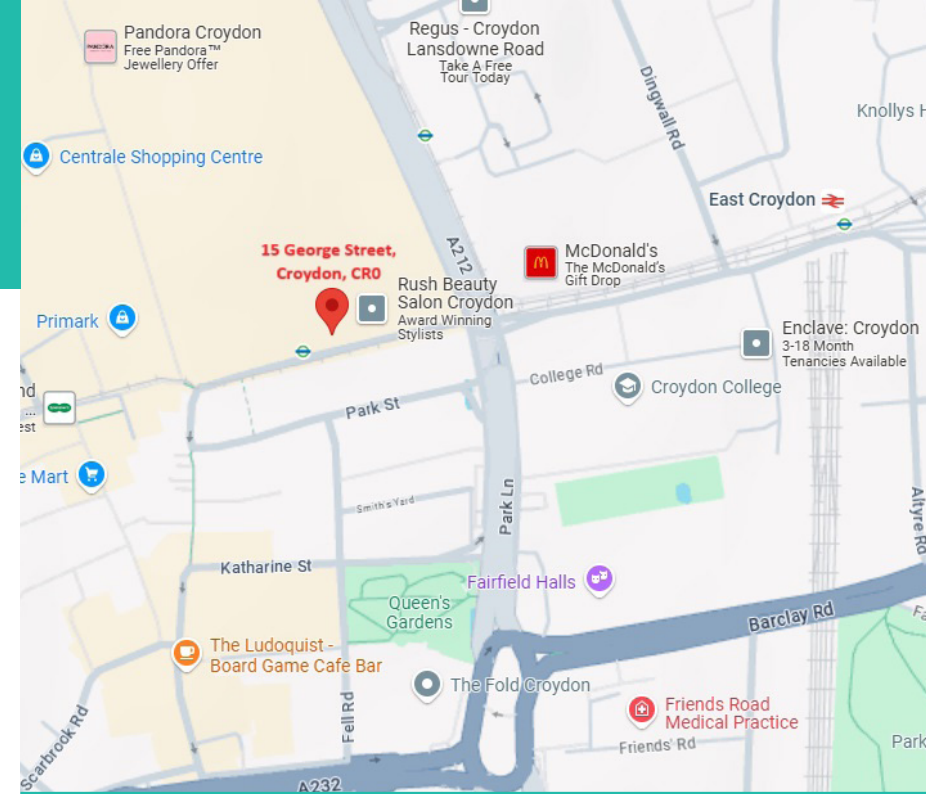 Pandora Croydon
Free Pandora™
Jewellery Offer
PANDORA
Regus - Croydon
Lansdowne Road
Take A Free
Tour Today
Dingwall Rd
Knollys H
Centrale Shopping Centre
East Croydon
A212
15 George Street,
Croydon, CR0
McDonald's
The McDonald's
Gift Drop
Rush Beauty
Salon Croydon
Award Winning
Stylists
Primark
Enclave: Croydon
3-18 Month
Tenancies Available
College Rd
Croydon College
nd
...
est
Park St
e Mart
Smith's Yard
Park Ln
Altyre Rd
Katharine St
Fairfield Halls
Queen's
Gardens
Barclay Rd
Fa
The Ludoquist -
Board Game Cafe Bar
The Fold Croydon
Fell Rd
Scarbrook Rd
Friends Road
Medical Practice
Friends' Rd
Park
A232